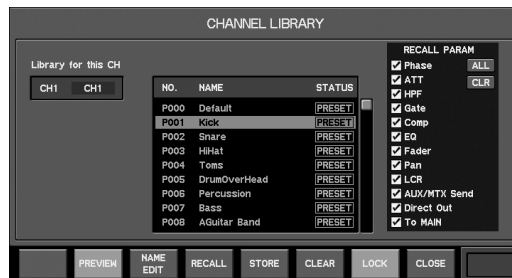 CHANNEL LIBRARY
Library for this CH
CH1 CH1
NO. NAME STATUS
P000 Default PRESET
P001 Kick PRESET
P002 Snare PRESET
P003 HiHat PRESET
P004 Toms PRESET
P005 DrumOverHead PRESET
P006 Percussion PRESET
P007 Bass PRESET
P008 AGuitar Band PRESET
RECALL PARAM
Phase ALL
ATT CLR
HPF
Gate
Comp
EQ
Fader
Pan
LCR
AUX/MTX Send
Direct Out
To MAIN
PREVIEW NAME EDIT RECALL STORE CLEAR LOCK CLOSE